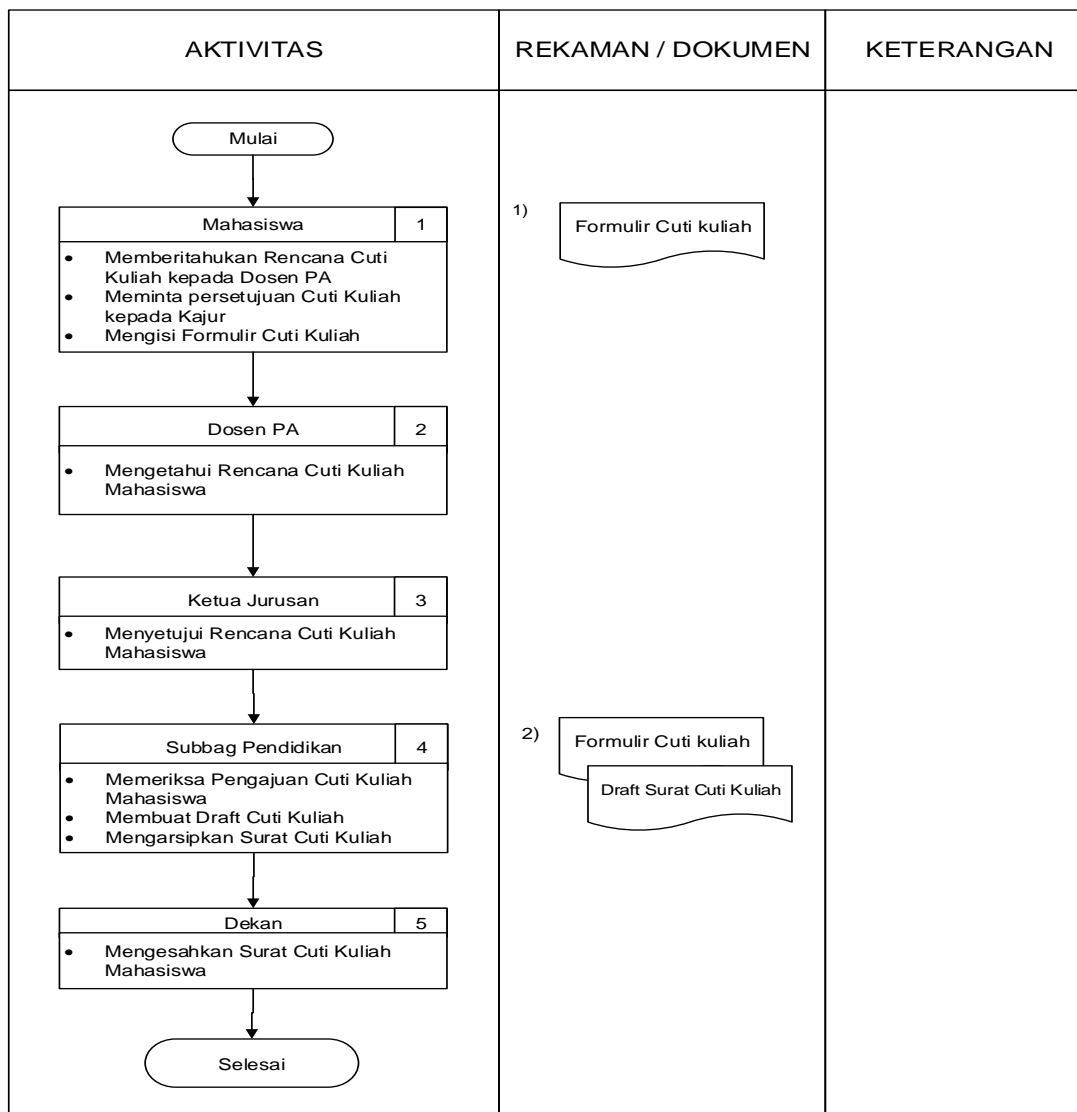 AKTIVITAS
REKAMAN / DOKUMEN
KETERANGAN
Mulai
Mahasiswa
1
• Memberitahukan Rencana Cuti
Kuliah kepada Dosen PA
• Meminta persetujuan Cuti Kuliah
kepada Kajur
• Mengisi Formulir Cuti Kuliah
1)
Formulir Cuti kuliah
Dosen PA
2
• Mengetahui Rencana Cuti Kuliah
Mahasiswa
Ketua Jurusan
3
• Menyetujui Rencana Cuti Kuliah
Mahasiswa
Subbag Pendidikan
4
• Memeriksa Pengajuan Cuti Kuliah
Mahasiswa
• Membuat Draft Cuti Kuliah
• Mengarsipkan Surat Cuti Kuliah
2)
Formulir Cuti kuliah
Draft Surat Cuti Kuliah
Dekan
5
• Mengesahkan Surat Cuti Kuliah
Mahasiswa
Selesai